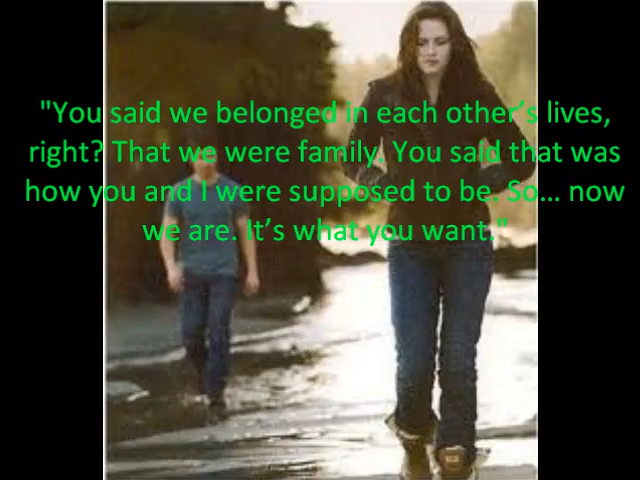 "You said we belonged in each other’s lives,
right? That we were family. You said that was
how you and I were supposed to be. So… now
we are. It’s what you want."